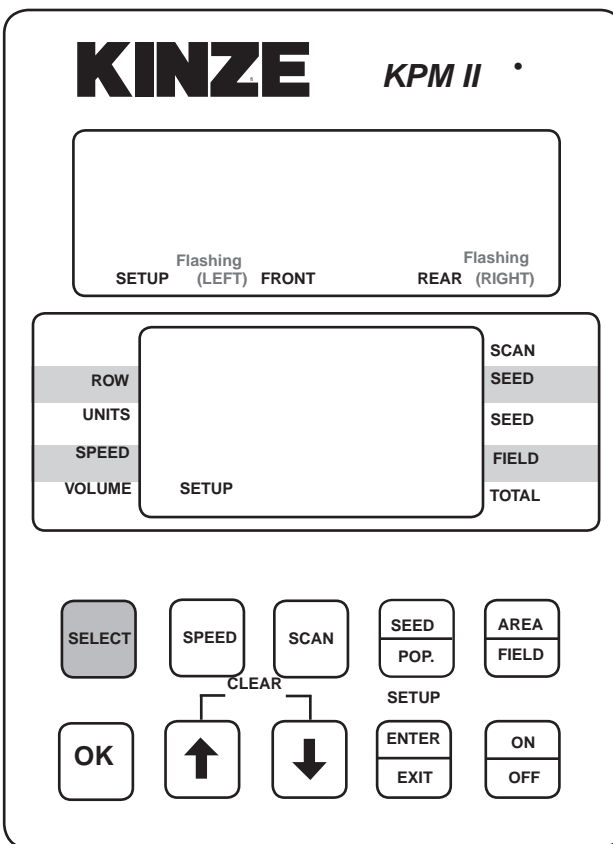 KINZE KPM II
Flashing Flashing
SETUP (LEFT) FRONT REAR (RIGHT)
SCAN
ROW SEED
UNITS SEED
SPEED FIELD
VOLUME SETUP TOTAL
SELECT SPEED SCAN SEED POP. AREA FIELD
CLEAR SETUP
OK ENTER EXIT ON OFF